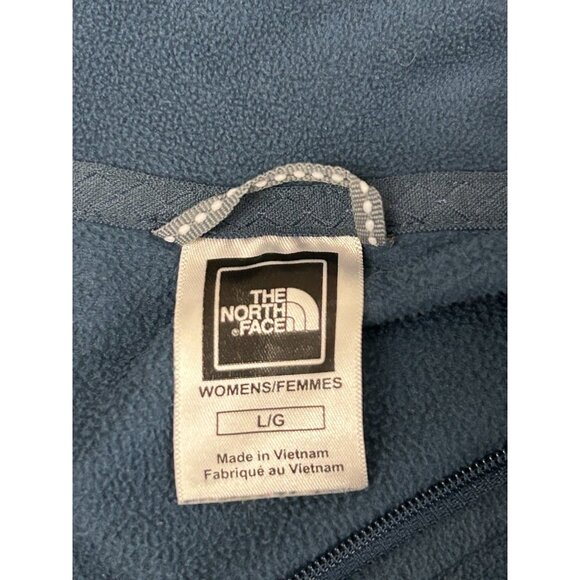 THE
NORTH
FACE
WOMENS/FEMMES
L/G
Made in Vietnam
Fabriqué au Vietnam